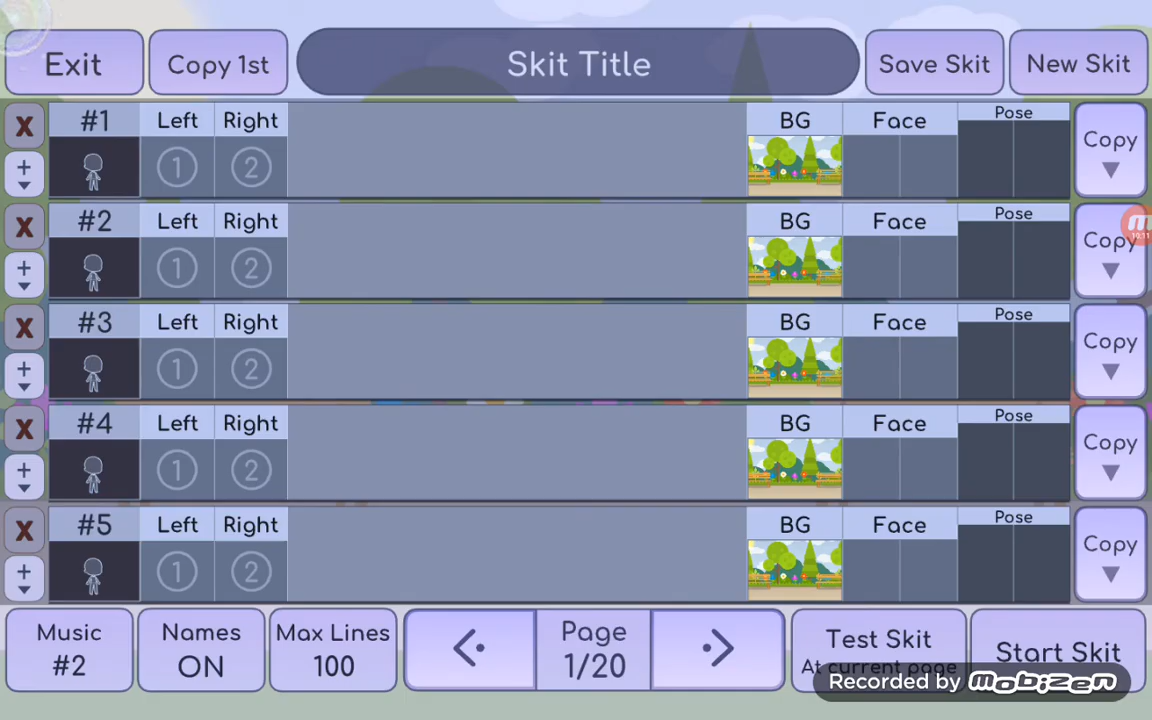 Exit
Copy 1st
Skit Title
Save Skit
New Skit
X #1 Left Right BG Face Pose Copy
+ 1 2
X #2 Left Right BG Face Pose Copy
+ 1 2
10:11
X #3 Left Right BG Face Pose Copy
+ 1 2
X #4 Left Right BG Face Pose Copy
+ 1 2
X #5 Left Right BG Face Pose Copy
+ 1 2
Music
#2
Names
ON
Max Lines
100
Page
1/20
Test Skit
At current page
Start Skit
Recorded by mobizen